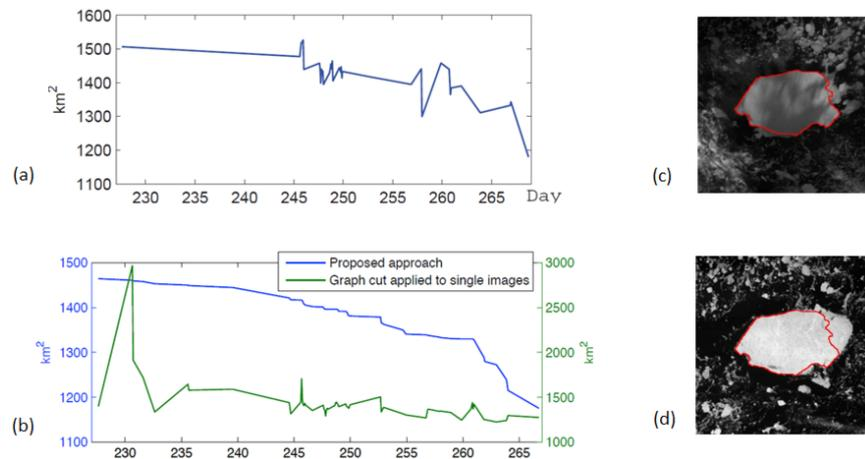 1600
1500
1400
1300
1200
1100
km²
230 235 240 245 250 255 260 265 Day
(a)
(c)
1500
1400
1300
1200
1100
km²
Proposed approach
Graph cut applied to single images
3000
2500
2000
1500
1000
km²
230 235 240 245 250 255 260 265
(b)
(d)